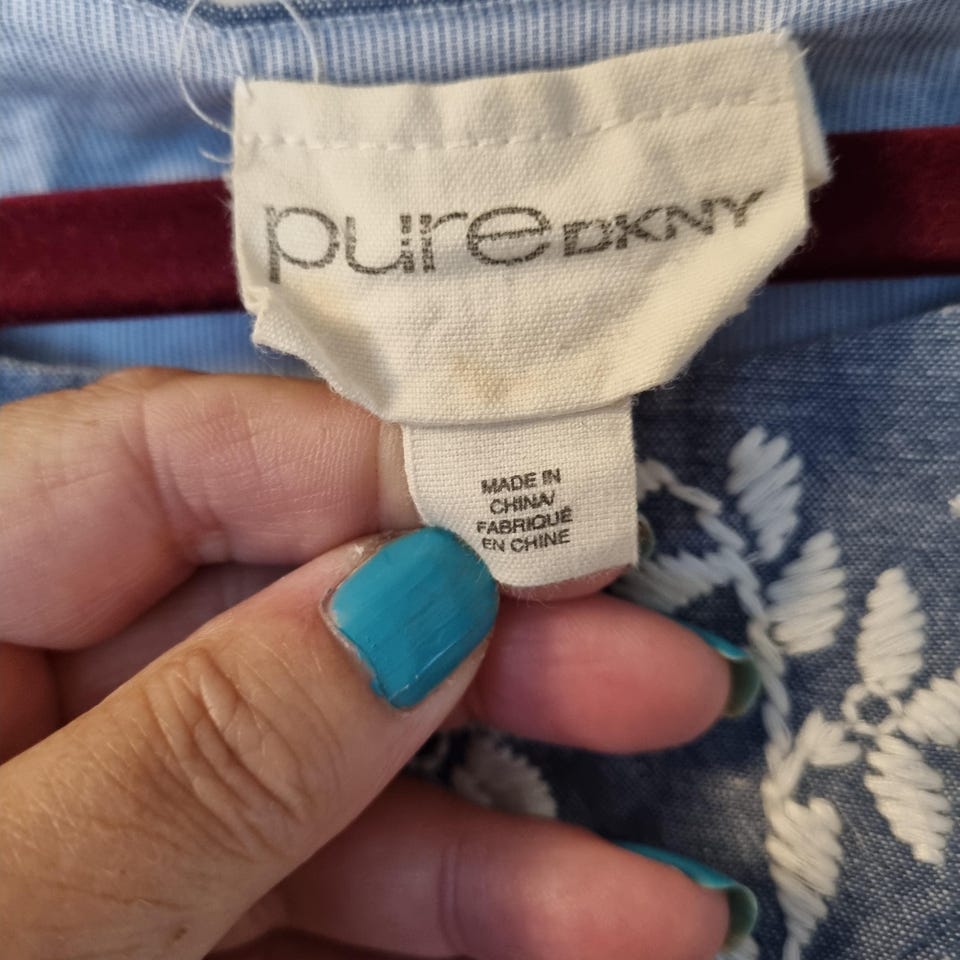 pure DKNY
MADE IN
CHINA/
FABRIQUÉ
EN CHINE